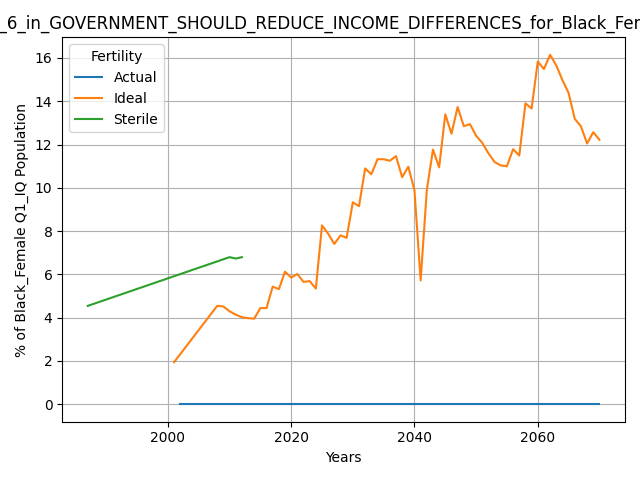 _6_in_GOVERNMENT_SHOULD_REDUCE_INCOME_DIFFERENCES_for_Black_Fer
Fertility
Actual
Ideal
Sterile
% of Black_Female Q1_IQ Population
16
14
12
10
8
6
4
2
0
2000
2020
2040
2060
Years